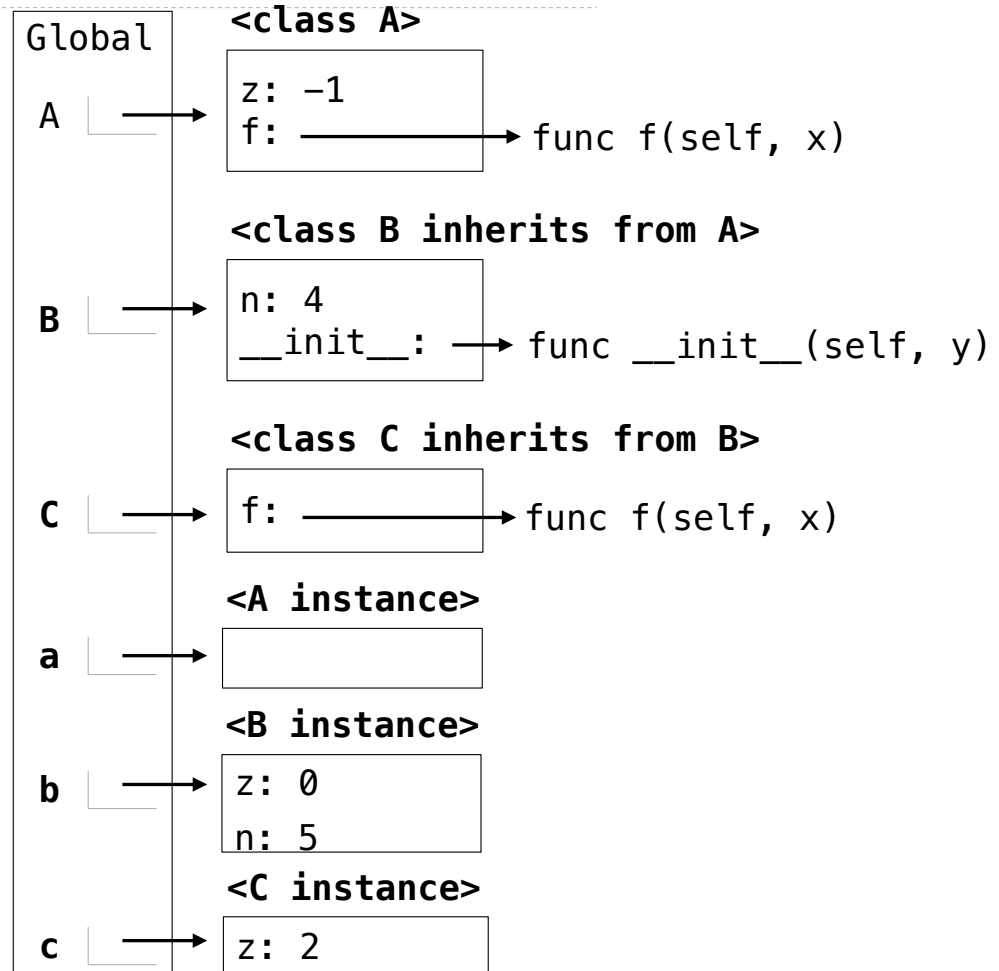 Global
<class A>
A
z: −1
f:
func f(self, x)
<class B inherits from A>
B
n: 4
__init__:
func __init__(self, y)
<class C inherits from B>
C
f:
func f(self, x)
<A instance>
a
<B instance>
b
z: 0
n: 5
<C instance>
c
z: 2